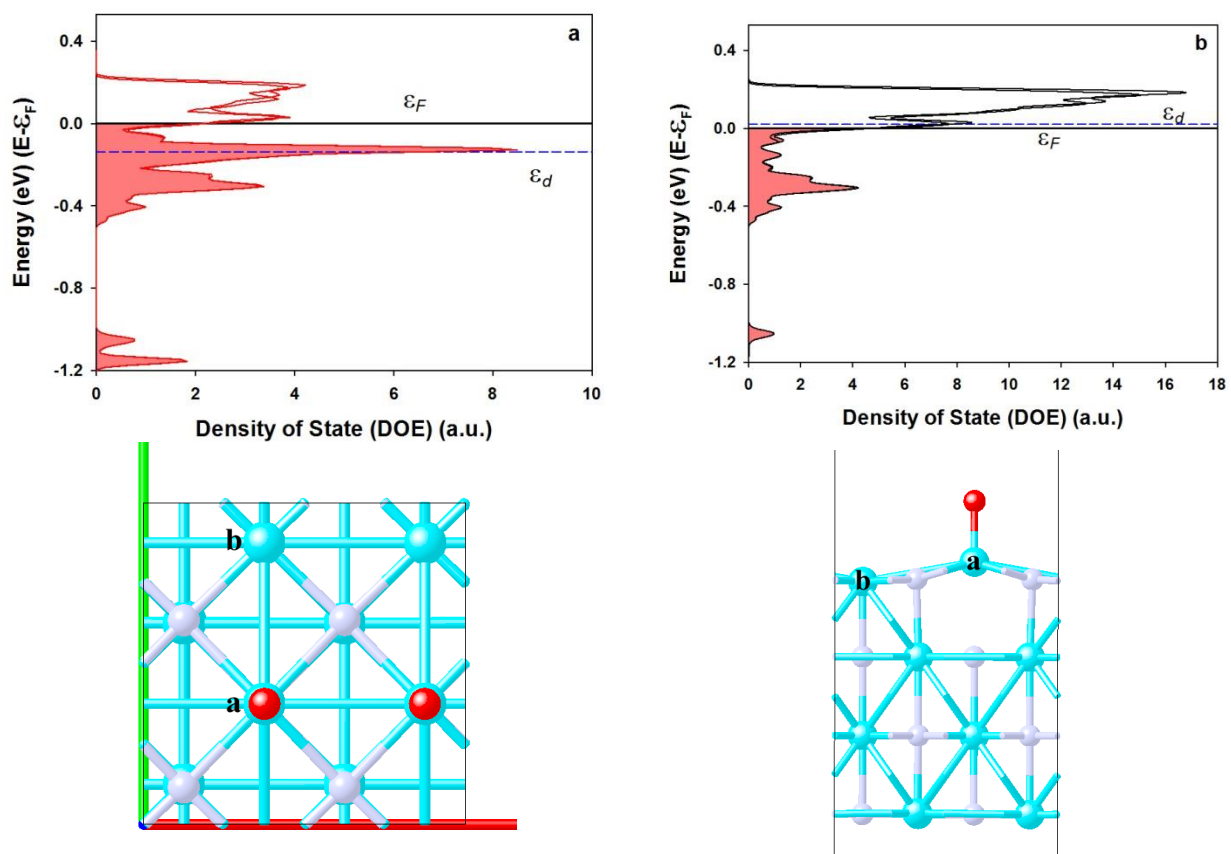 a
0.4
0.0
-0.4
-0.8
-1.2
Energy (eV) (E-εF)
εF
εd
0 2 4 6 8 10
Density of State (DOE) (a.u.)
b
0.4
0.0
-0.4
-0.8
-1.2
Energy (eV) (E-εF)
εd
εF
0 2 4 6 8 10 12 14 16 18
Density of State (DOE) (a.u.)
b
a
a
b